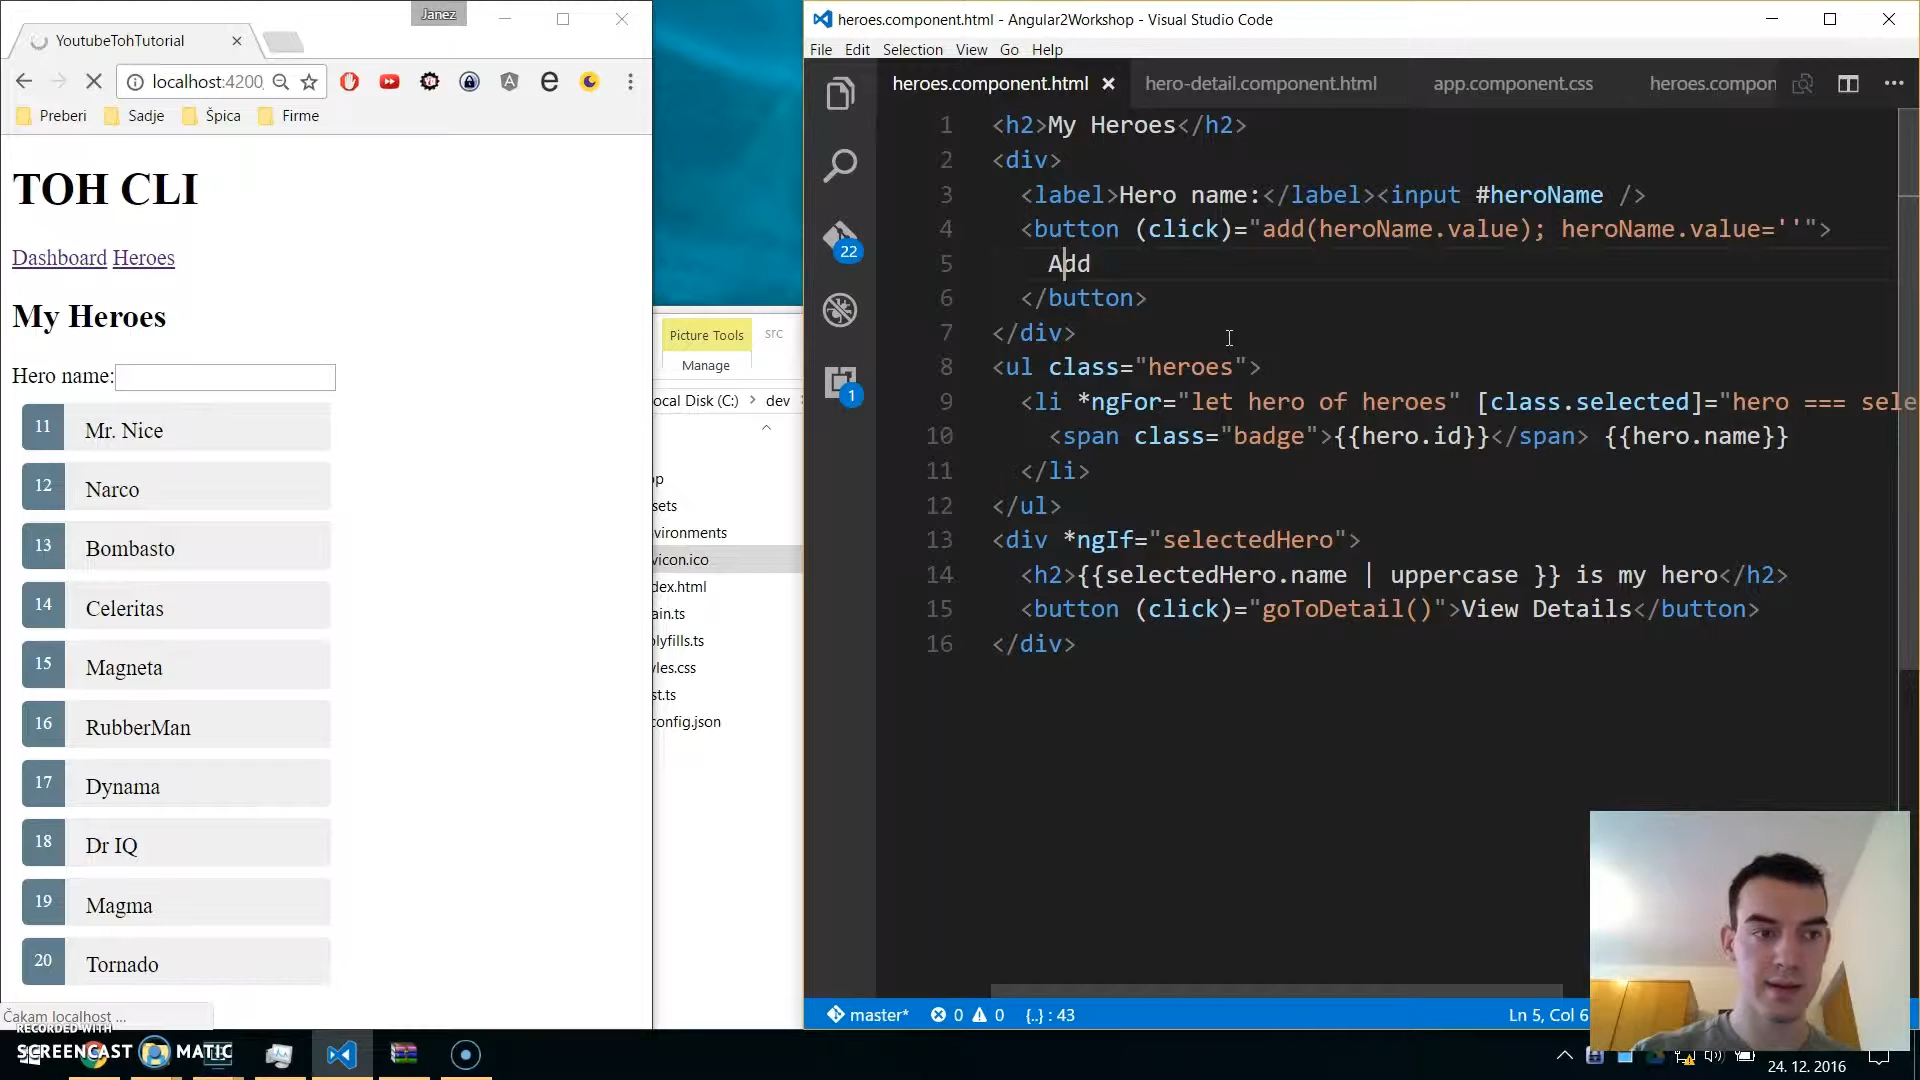 Janez
YoutubeTohTutorial
localhost:4200
Preberi
Sadje
Špica
Firme
TOH CLI
Dashboard Heroes
My Heroes
Hero name:
11 Mr. Nice
12 Narco
13 Bombasto
14 Celeritas
15 Magneta
16 RubberMan
17 Dynama
18 Dr IQ
19 Magma
20 Tornado
Čakam localhost ...
Picture Tools
src
Manage
ocal Disk (C:)
dev
op
sets
vironments
vicon.ico
dex.html
ain.ts
olyfills.ts
yles.css
st.ts
config.json
heroes.component.html - Angular2Workshop - Visual Studio Code
File Edit Selection View Go Help
heroes.component.html
hero-detail.component.html
app.component.css
heroes.compon
22
1
1 <h2>My Heroes</h2>
2 <div>
3 <label>Hero name:</label><input #heroName />
4 <button (click)="add(heroName.value); heroName.value=''">
5 Add
6 </button>
7 </div>
8 <ul class="heroes">
9 <li *ngFor="let hero of heroes" [class.selected]="hero === sele
10 <span class="badge">{{hero.id}}</span> {{hero.name}}
11 </li>
12 </ul>
13 <div *ngIf="selectedHero">
14 <h2>{{selectedHero.name | uppercase }} is my hero</h2>
15 <button (click)="goToDetail()">View Details</button>
16 </div>
master*
0
0
{..} : 43
Ln 5, Col 6
RECORDED WITH
SCREENCAST MATIC
24. 12. 2016